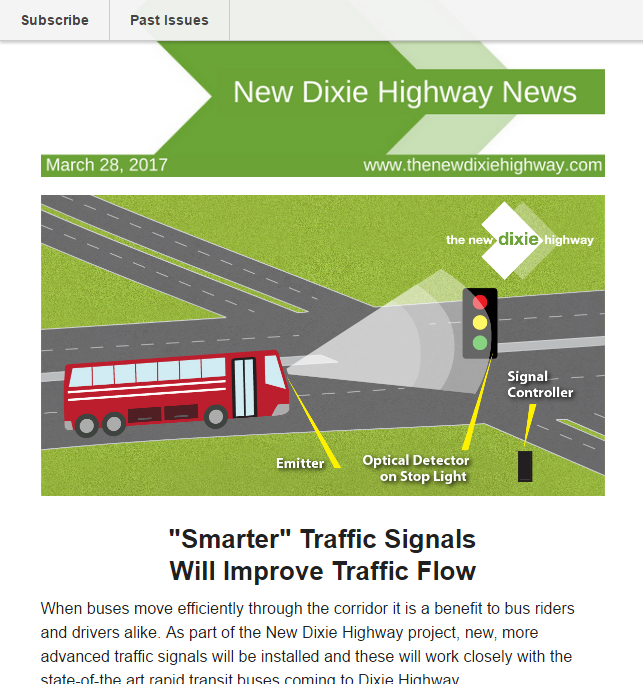 Subscribe
Past Issues
New Dixie Highway News
March 28, 2017
www.thenewdixiehighway.com
the new dixie highway
Signal
Controller
Emitter
Optical Detector
on Stop Light
"Smarter" Traffic Signals
Will Improve Traffic Flow
When buses move efficiently through the corridor it is a benefit to bus riders
and drivers alike. As part of the New Dixie Highway project, new, more
advanced traffic signals will be installed and these will work closely with the
state-of-the art rapid transit buses coming to Dixie Highway.